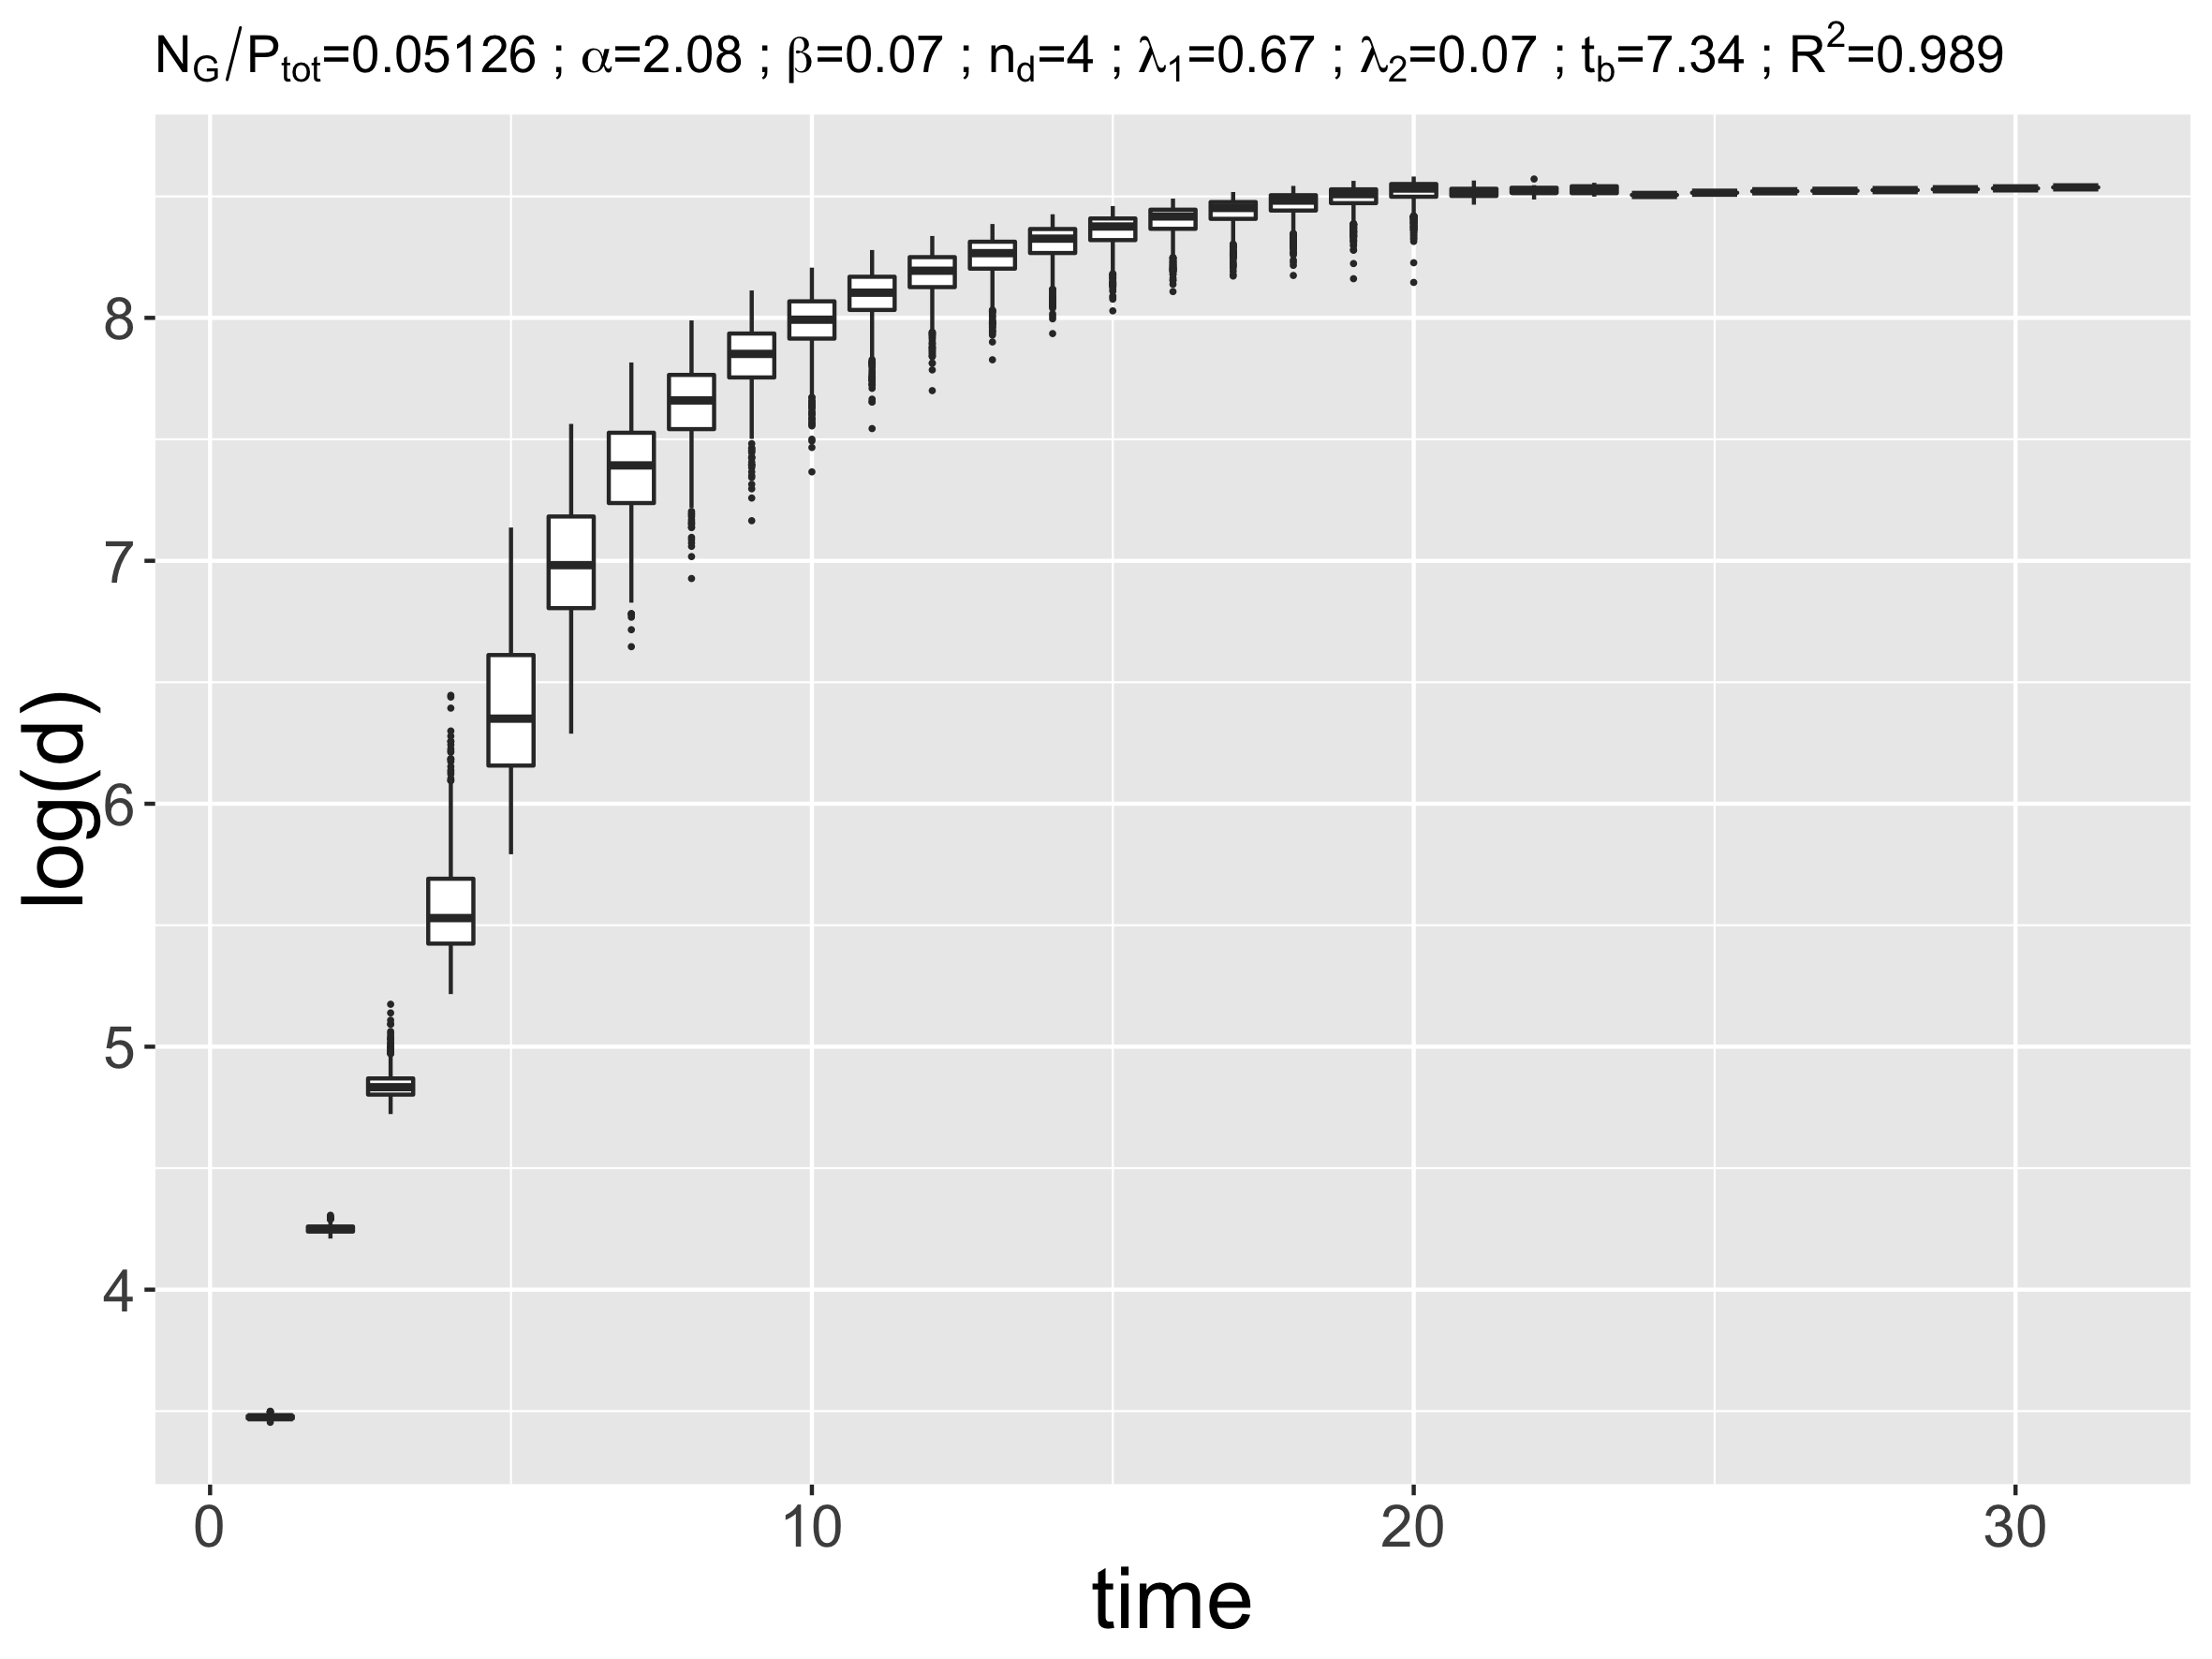 N_G/P_tot=0.05126 ; α=2.08 ; β=0.07 ; n_d=4 ; λ_1=0.67 ; λ_2=0.07 ; t_b=7.34 ; R²=0.989
8
7
6
5
4
log(d)
0 10 20 30
time